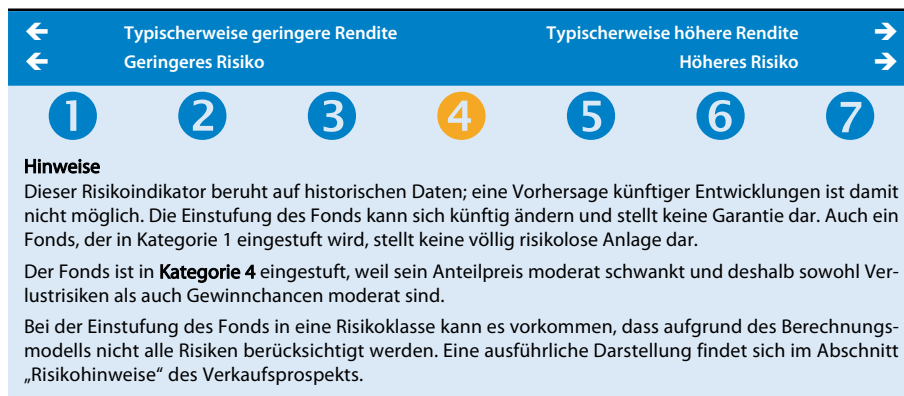 ← Typischerweise geringere Rendite Typischerweise höhere Rendite →
← Geringeres Risiko Höheres Risiko →
1 2 3 4 5 6 7
Hinweise
Dieser Risikoindikator beruht auf historischen Daten; eine Vorhersage künftiger Entwicklungen ist damit
nicht möglich. Die Einstufung des Fonds kann sich künftig ändern und stellt keine Garantie dar. Auch ein
Fonds, der in Kategorie 1 eingestuft wird, stellt keine völlig risikolose Anlage dar.
Der Fonds ist in Kategorie 4 eingestuft, weil sein Anteilpreis moderat schwankt und deshalb sowohl Ver-
lustrisiken als auch Gewinnchancen moderat sind.
Bei der Einstufung des Fonds in eine Risikoklasse kann es vorkommen, dass aufgrund des Berechnungs-
modells nicht alle Risiken berücksichtigt werden. Eine ausführliche Darstellung findet sich im Abschnitt
„Risikohinweise“ des Verkaufsprospekts.